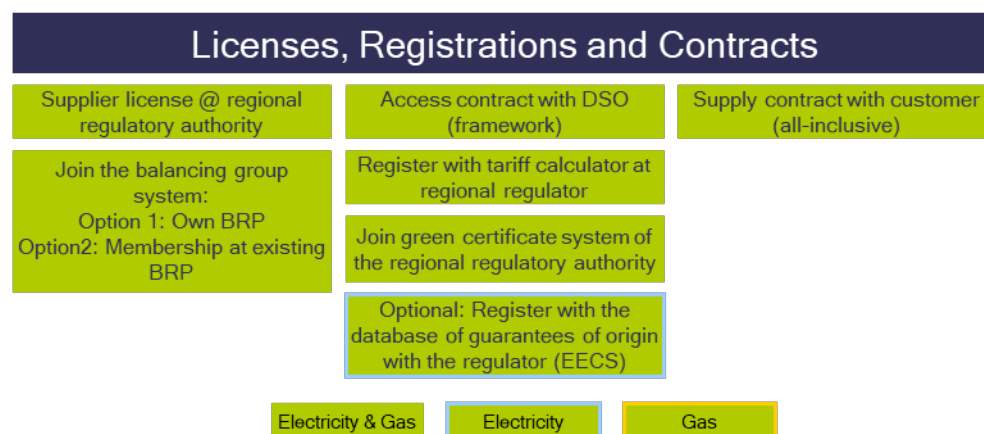 Licenses, Registrations and Contracts
Supplier license @ regional
regulatory authority
Join the balancing group
system:
Option 1: Own BRP
Option2: Membership at existing
BRP
Access contract with DSO
(framework)
Register with tariff calculator at
regional regulator
Join green certificate system of
the regional regulatory authority
Optional: Register with the
database of guarantees of origin
with the regulator (EECS)
Supply contract with customer
(all-inclusive)
Electricity & Gas
Electricity
Gas